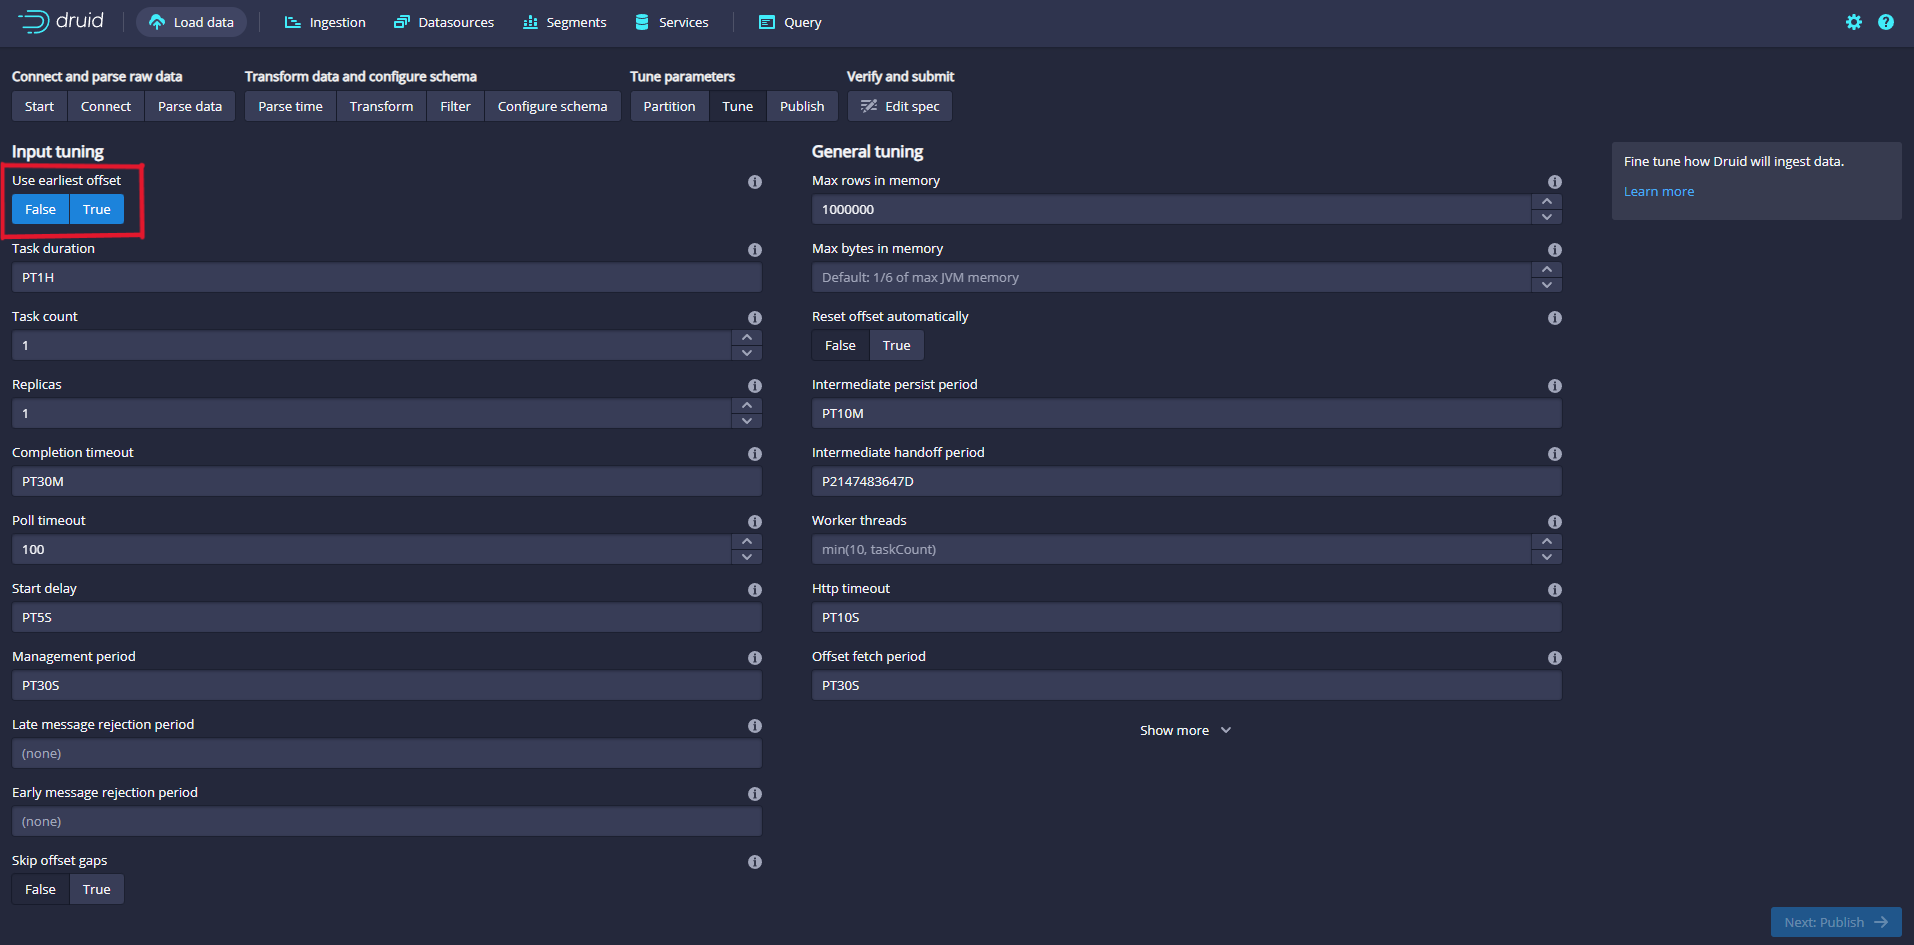 druid Load data Ingestion Datasources Segments Services Query
Connect and parse raw data Transform data and configure schema Tune parameters Verify and submit
Start Connect Parse data Parse time Transform Filter Configure schema Partition Tune Publish Edit spec
Input tuning
Use earliest offset
False True
Task duration
PT1H
Task count
1
Replicas
1
Completion timeout
PT30M
Poll timeout
100
Start delay
PT5S
Management period
PT30S
Late message rejection period
(none)
Early message rejection period
(none)
Skip offset gaps
False True
General tuning
Max rows in memory
1000000
Max bytes in memory
Default: 1/6 of max JVM memory
Reset offset automatically
False True
Intermediate persist period
PT10M
Intermediate handoff period
P2147483647D
Worker threads
min(10, taskCount)
Http timeout
PT10S
Offset fetch period
PT30S
Show more
Fine tune how Druid will ingest data.
Learn more
Next: Publish